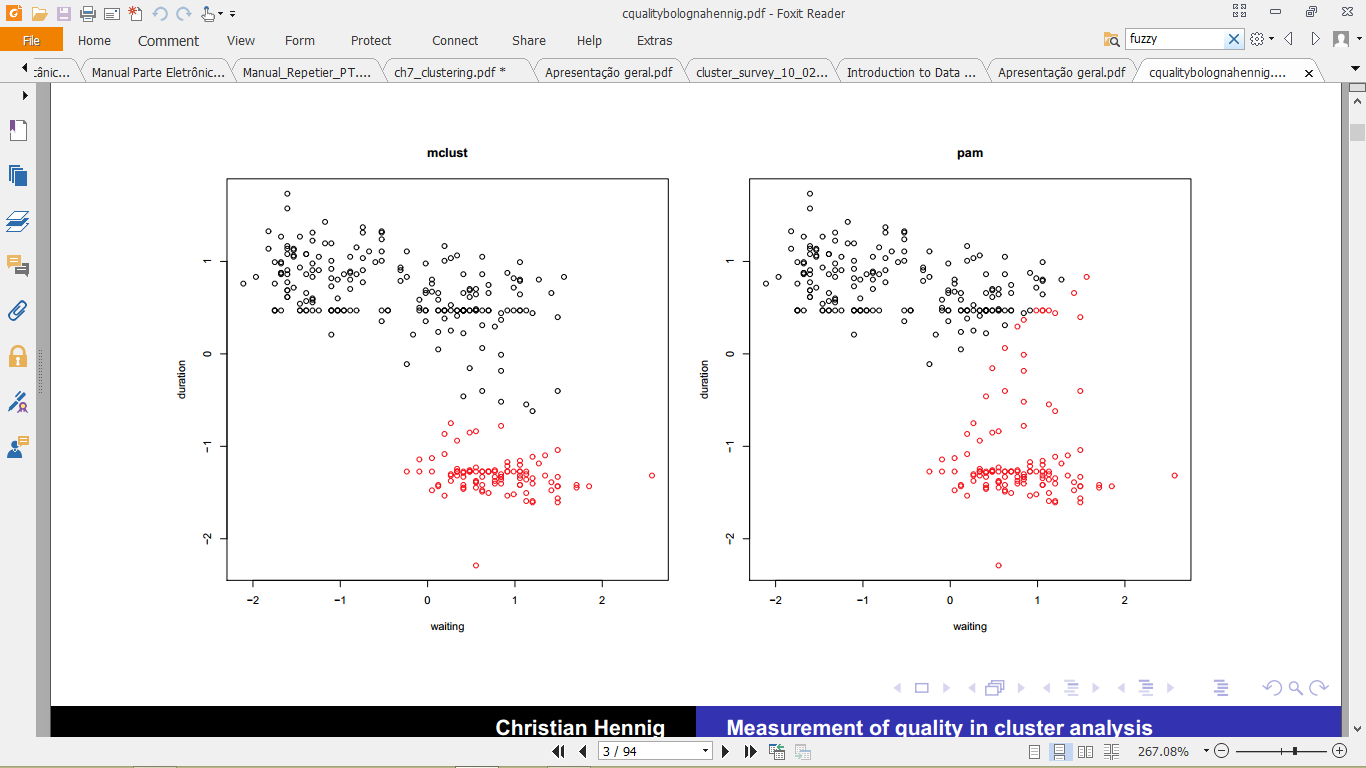 cqualitybolognahennig.pdf - Foxit Reader
File Home Comment View Form Protect Connect Share Help Extras fuzzy
cânic... Manual Parte Eletrônic... Manual_Repetier_PT.... ch7_clustering.pdf * Apresentação geral.pdf cluster_survey_10_02... Introduction to Data ... Apresentação geral.pdf cqualitybolognahennig....
mclust
duration
1
0
−1
−2
−2 −1 0 1 2
waiting
pam
duration
1
0
−1
−2
−2 −1 0 1 2
waiting
Christian Hennig Measurement of quality in cluster analysis
3 / 94 267.08%